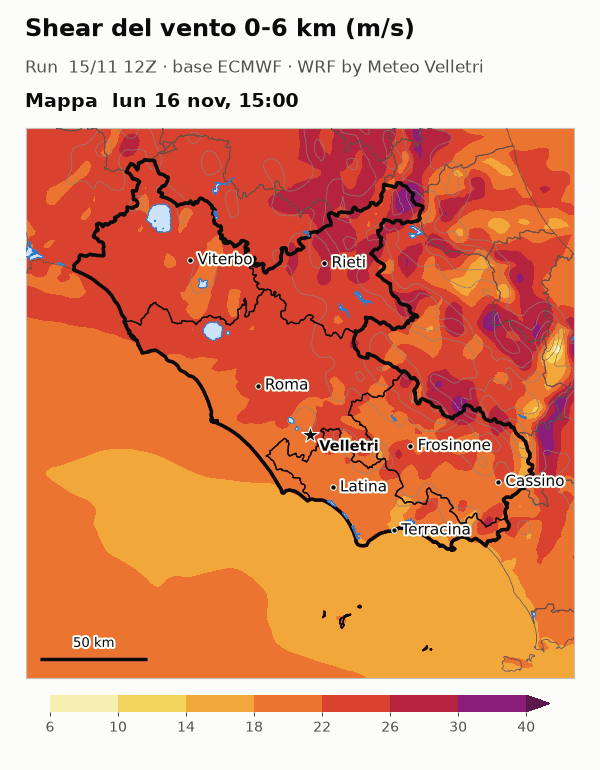 Shear del vento 0-6 km (m/s)
Run 15/11 12Z · base ECMWF · WRF by Meteo Velletri
Mappa lun 16 nov, 15:00
Viterbo
Rieti
Roma
Velletri
Frosinone
Cassino
Latina
Terracina
50 km
6 10 14 18 22 26 30 40